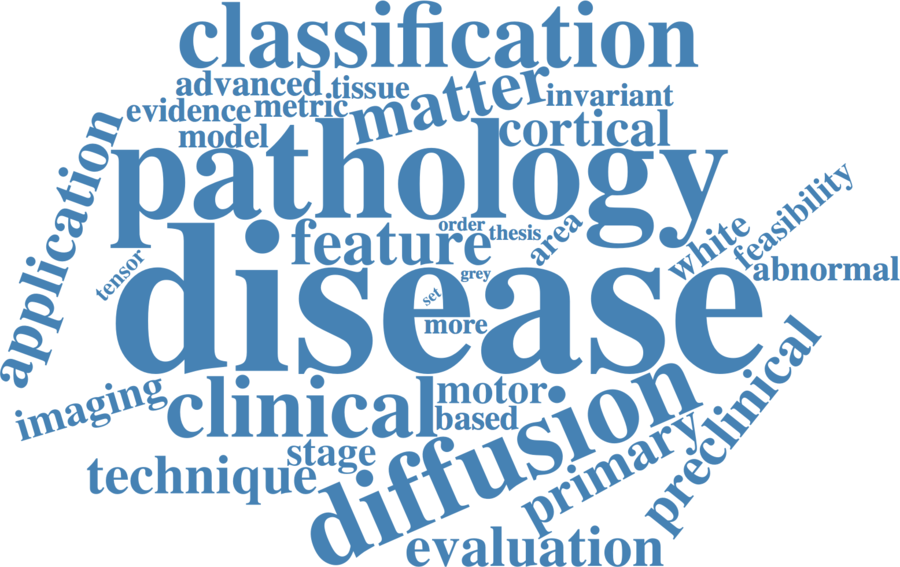 classification
advanced
tissue
matter
invariant
evidence
metric
model
cortical
application
pathology
order
feature
thesis
area
white
feasibility
tensor
disease
grey
abnormal
set
more
imaging
clinical
motor
based
preclinical
diffusion
primary
stage
technique
evaluation